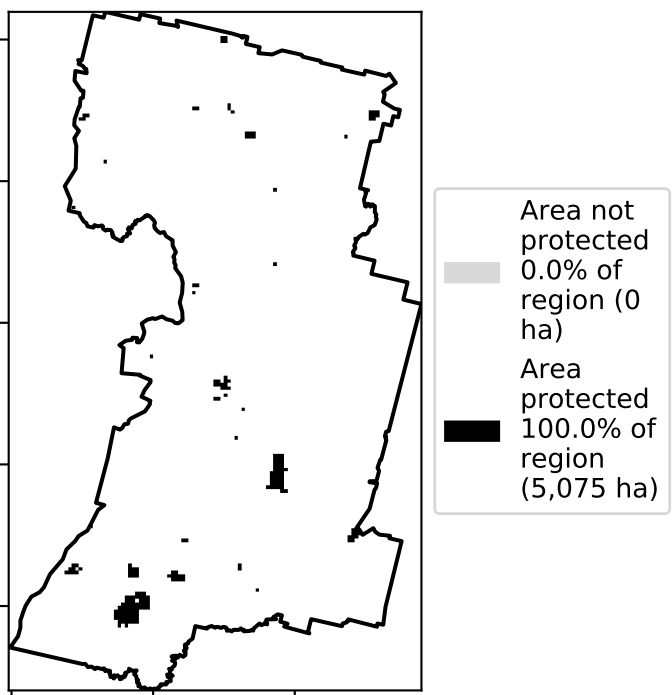 Area not
protected
0.0% of
region (0
ha)
Area
protected
100.0% of
region
(5,075 ha)